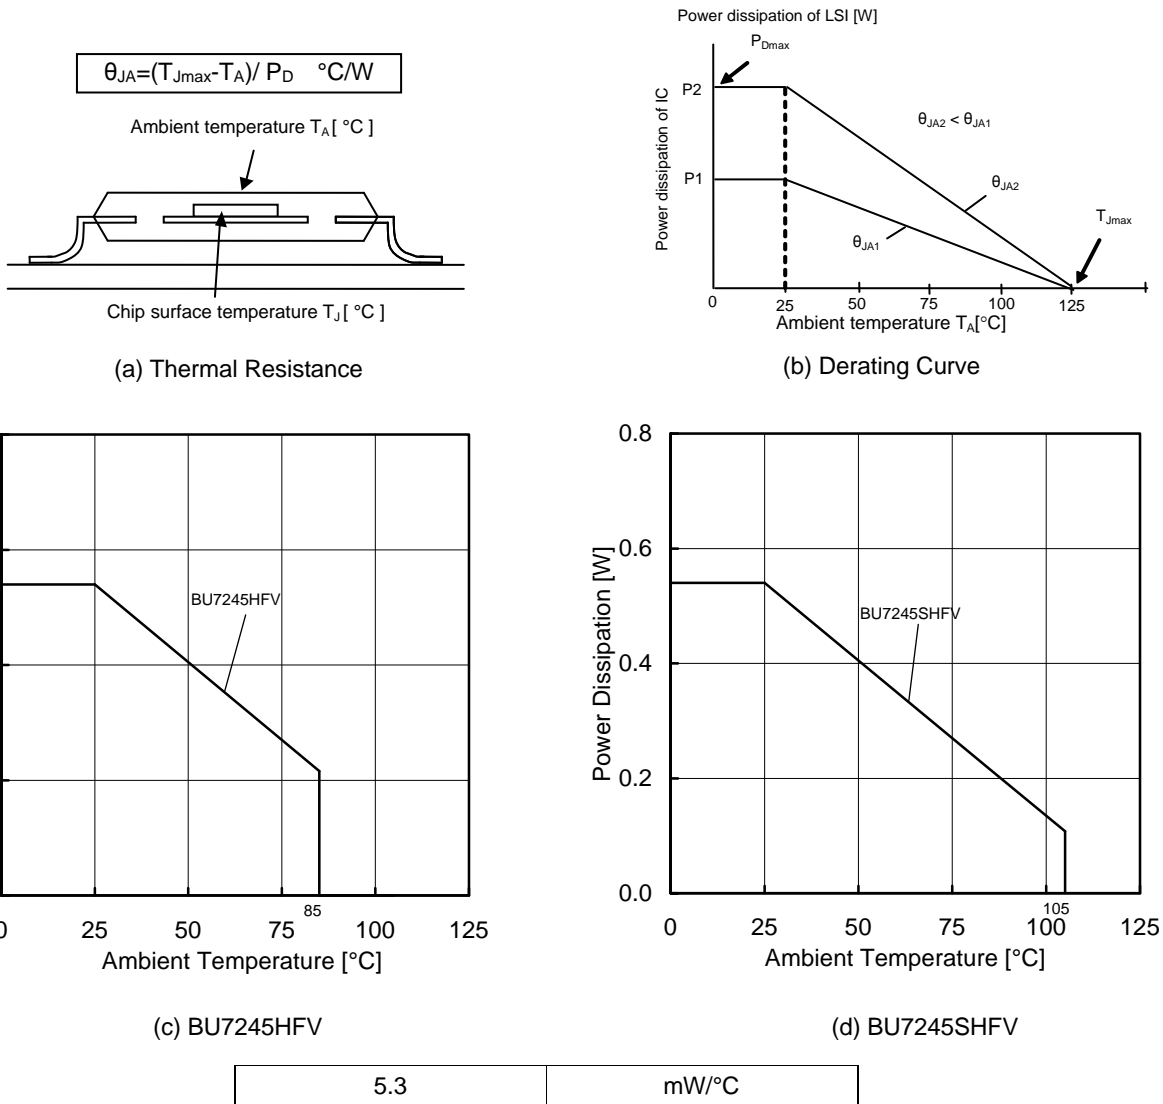 Power dissipation of LSI [W]
θJA=(TJmax-TA)/ PD °C/W
Ambient temperature TA[ °C ]
Chip surface temperature TJ[ °C ]
(a) Thermal Resistance
PDmax
P2
P1
Power dissipation of IC
θJA2 < θJA1
θJA2
θJA1
TJmax
0 25 50 75 100 125
Ambient temperature TA[°C]
(b) Derating Curve
BU7245HFV
85
0 25 50 75 100 125
Ambient Temperature [°C]
(c) BU7245HFV
0.8
0.6
0.4
0.2
0.0
Power Dissipation [W]
BU7245SHFV
105
0 25 50 75 100 125
Ambient Temperature [°C]
(d) BU7245SHFV
5.3 mW/°C